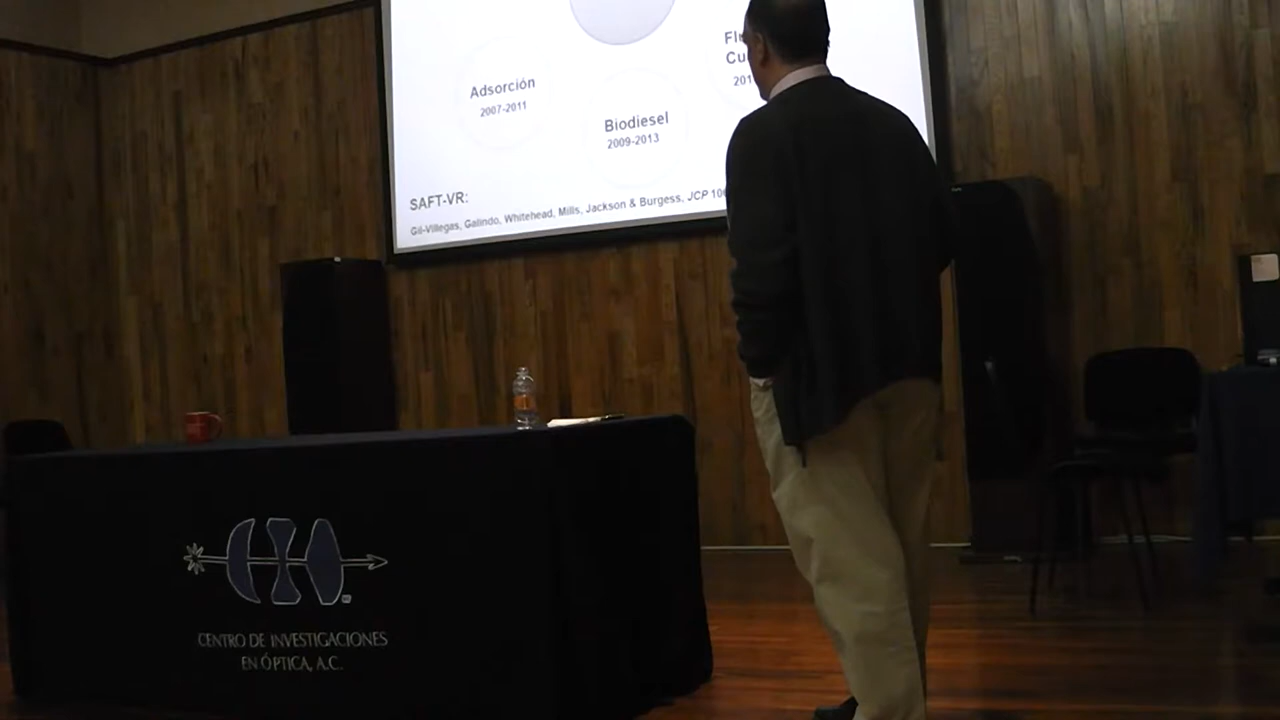 Adsorción
2007-2011
Biodiesel
2009-2013
SAFT-VR:
Gil-Villegas, Galindo, Whitehead, Mills, Jackson & Burgess, JCP
CENTRO DE INVESTIGACIONES
EN ÓPTICA, A.C.